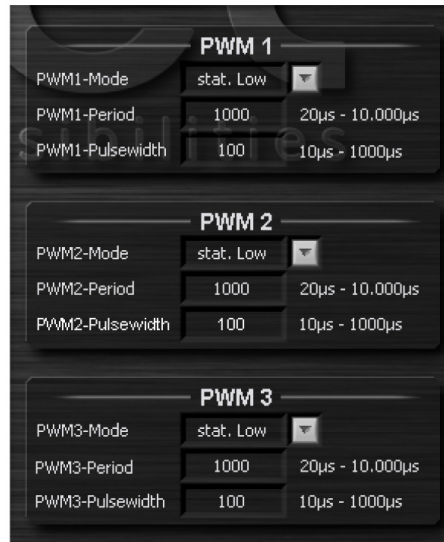 PWM 1
PWM1-Mode stat. Low
PWM1-Period 1000 20µs - 10.000µs
PWM1-Pulsewidth 100 10µs - 1000µs
sibilities
PWM 2
PWM2-Mode stat. Low
PWM2-Period 1000 20µs - 10.000µs
PWM2-Pulsewidth 100 10µs - 1000µs
PWM 3
PWM3-Mode stat. Low
PWM3-Period 1000 20µs - 10.000µs
PWM3-Pulsewidth 100 10µs - 1000µs